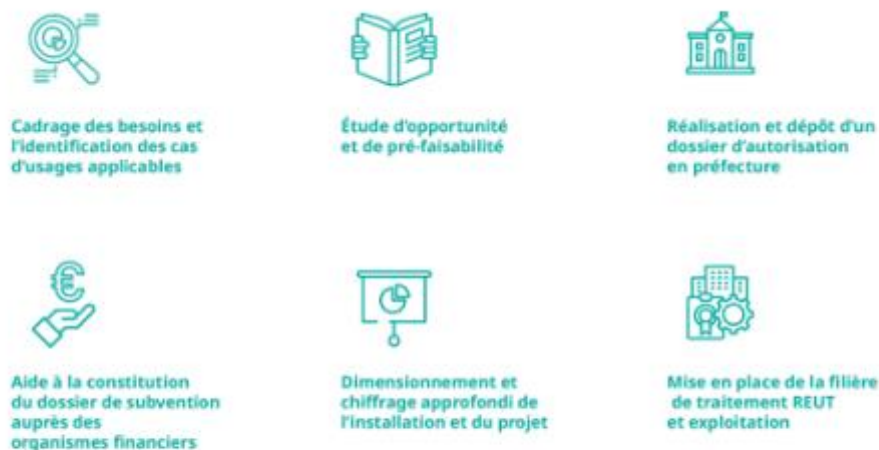 Cadrage des besoins et
l'identification des cas
d'usages applicables
Étude d'opportunité
et de pré-faisabilité
Réalisation et dépôt d'un
dossier d'autorisation
en préfecture
€
Aide à la constitution
du dossier de subvention
auprès des
organismes financiers
Dimensionnement et
chiffrage approfondi de
l'installation et du projet
Mise en place de la filière
de traitement REUT
et exploitation